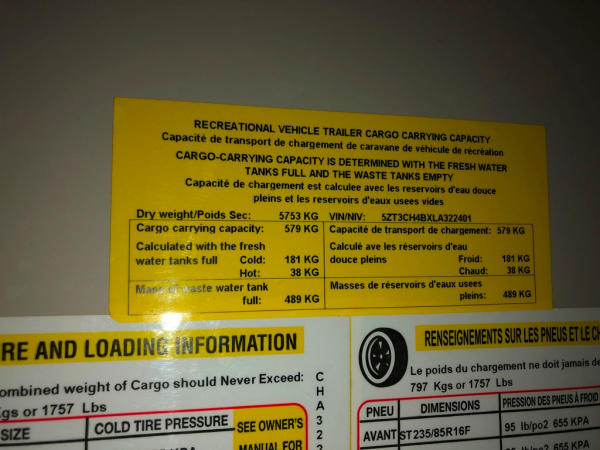 RECREATIONAL VEHICLE TRAILER CARGO CARRYING CAPACITY
Capacité de transport de chargement de caravane de véhicule de récréation
CARGO-CARRYING CAPACITY IS DETERMINED WITH THE FRESH WATER
TANKS FULL AND THE WASTE TANKS EMPTY
Capacité de chargement est calculee avec les reservoirs d'eau douce
pleins et les reservoirs d'eaux usees vides
Dry weight/Poids Sec: 5753 KG VIN/NIV: 5ZT3CH4BXLA322401
Cargo carrying capacity: 579 KG
Calculated with the fresh
water tanks full Cold: 181 KG
Hot: 38 KG
Mass of waste water tank
full: 489 KG
Capacité de transport de chargement: 579 KG
Calculé ave les réservoirs d'eau
douce pleins Froid: 181 KG
Chaud: 38 KG
Masses de réservoirs d'eaux usees
pleins: 489 KG
RE AND LOADING INFORMATION
ombined weight of Cargo should Never Exceed:
Kgs or 1757 Lbs
SIZE COLD TIRE PRESSURE SEE OWNER'S
MANUAL FOR
C
H
A
3
2
RENSEIGNEMENTS SUR LES PNEUS ET LE CH
Le poids du chargement ne doit jamais dé
797 Kgs or 1757 Lbs
PNEU DIMENSIONS PRESSION DES PNEUS À FROID
AVANT ST235/85R16F 95 lb/po2 655 KPA